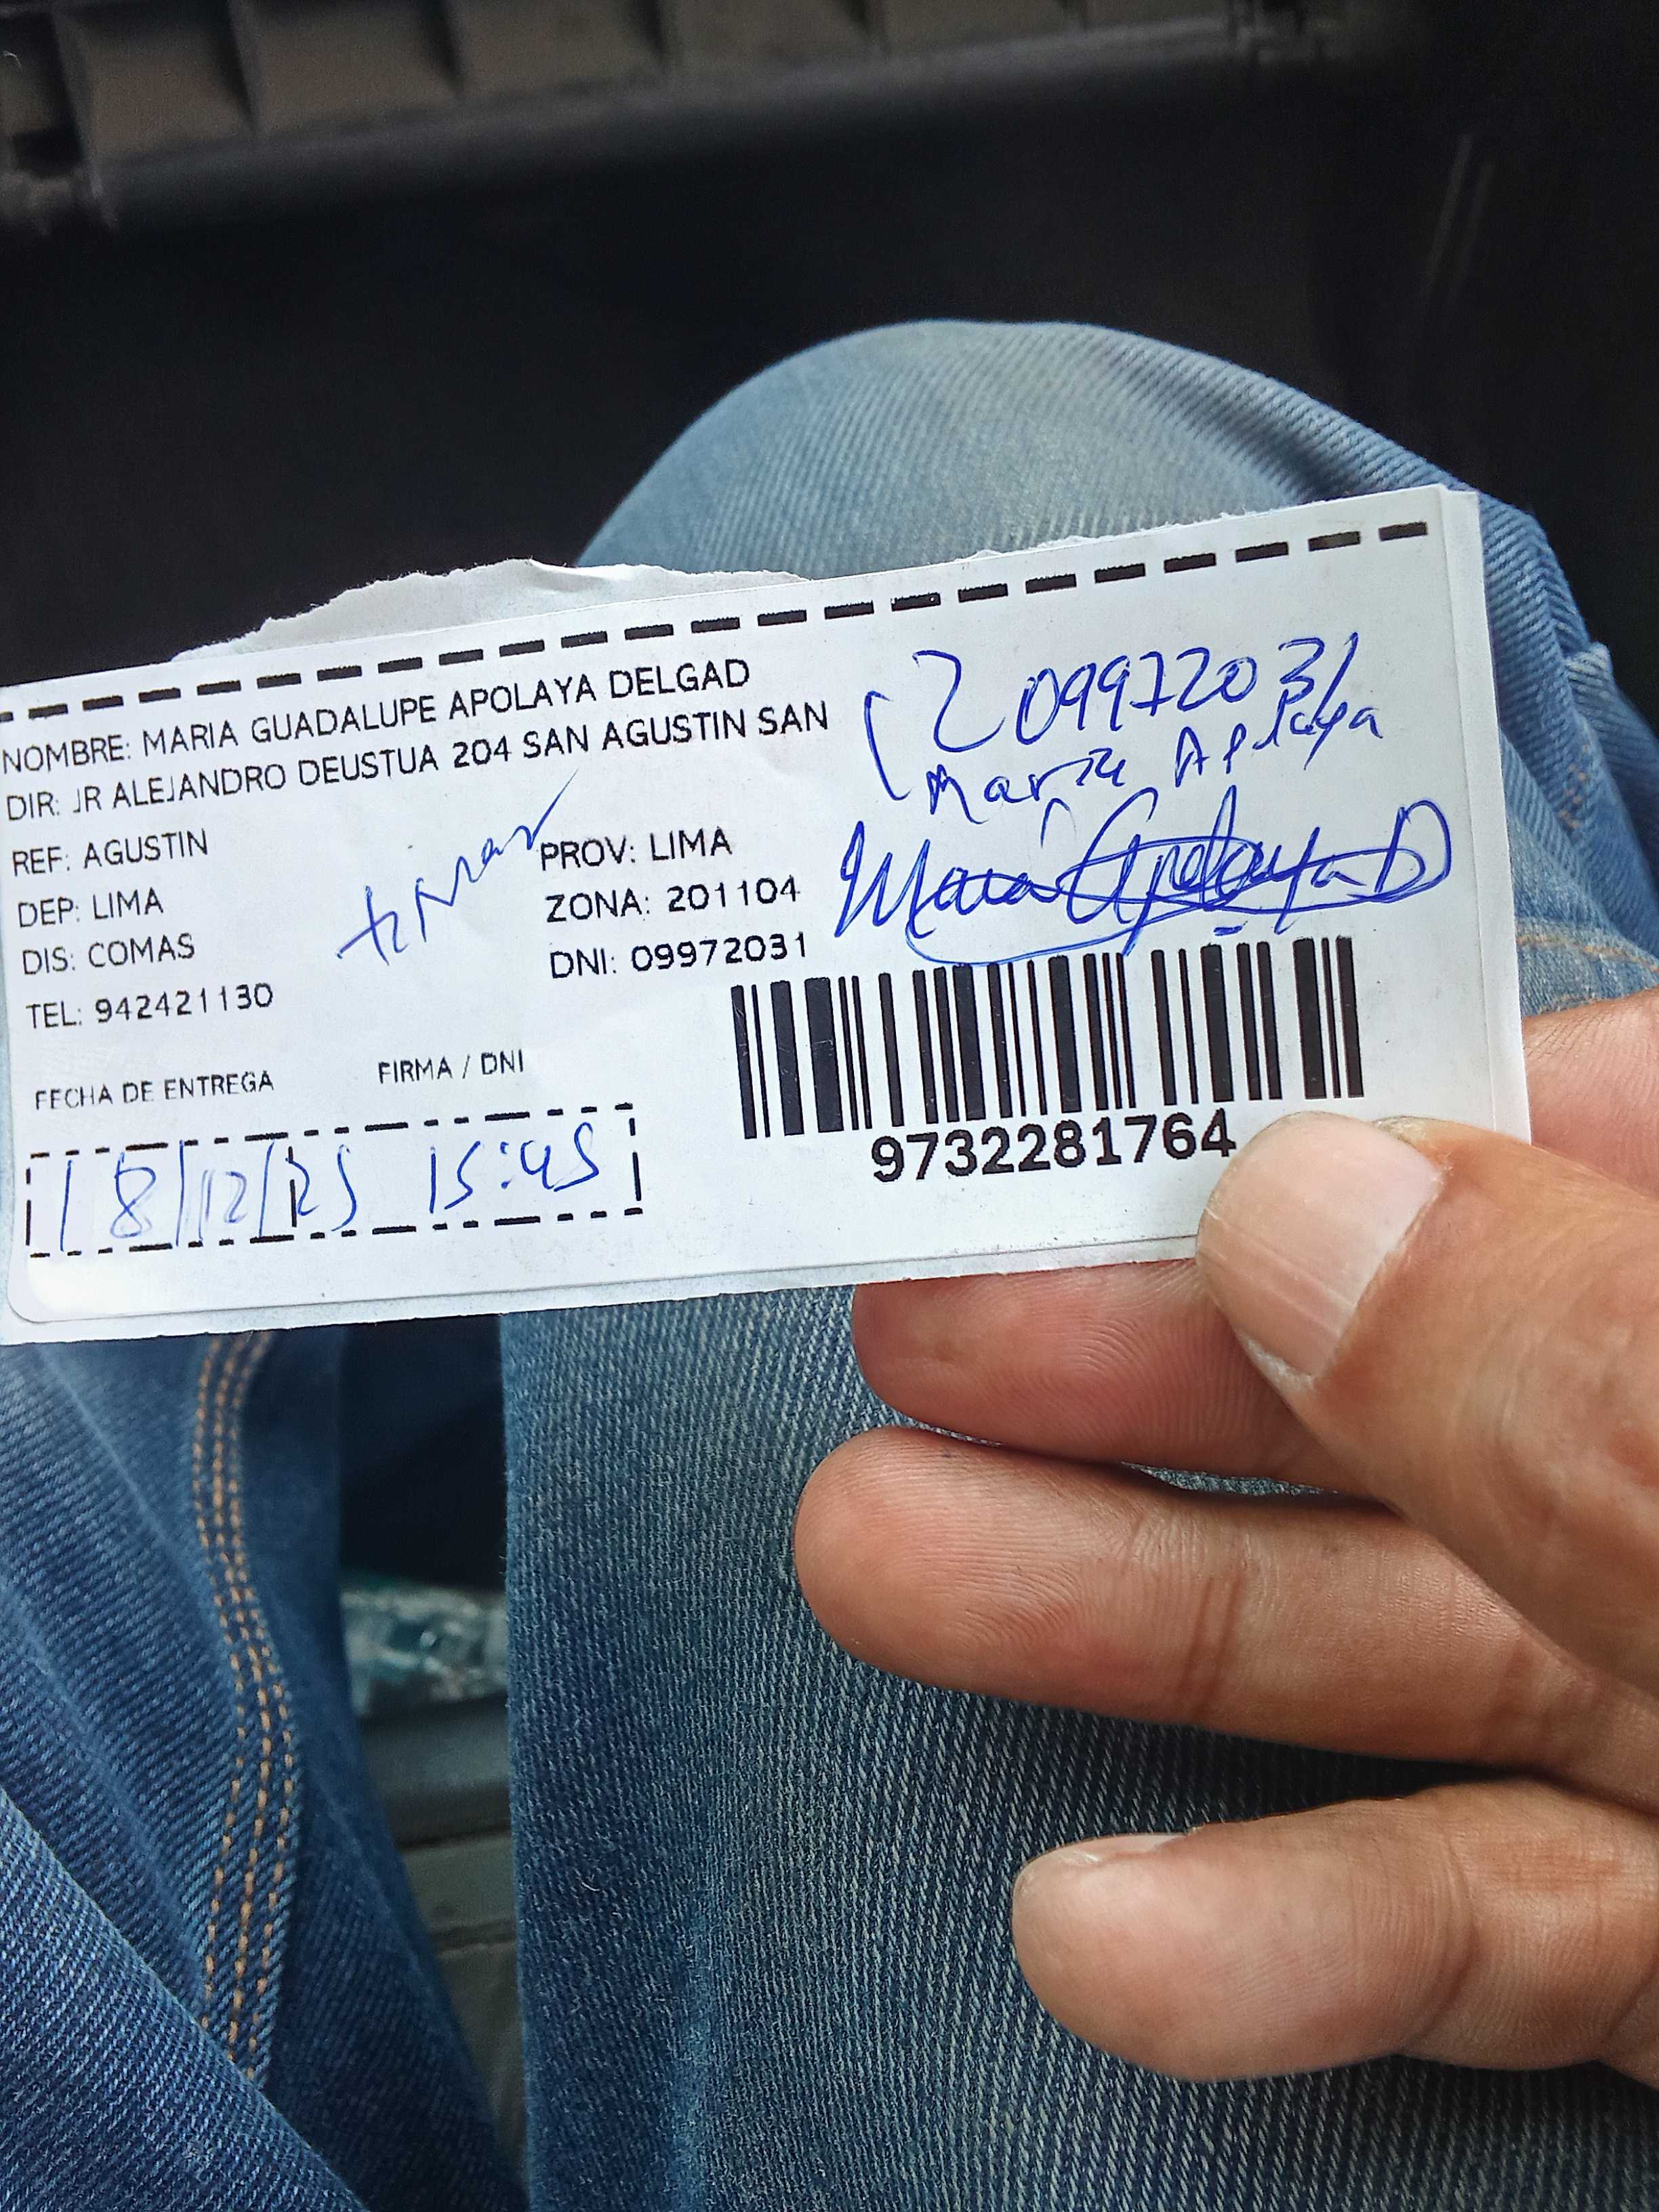 NOMBRE: MARIA GUADALUPE APOLAYA DELGAD
DIR: JR ALEJANDRO DEUSTUA 204 SAN AGUSTIN SAN
REF: AGUSTIN
DEP: LIMA
PROV: LIMA
DIS: COMAS
ZONA: 201104
TEL: 942421130
DNI: 09972031
09972031
Maria Aplaya
Maria Apolaya D
FECHA DE ENTREGA
FIRMA / DNI
18/12/25 15:45
9732281764